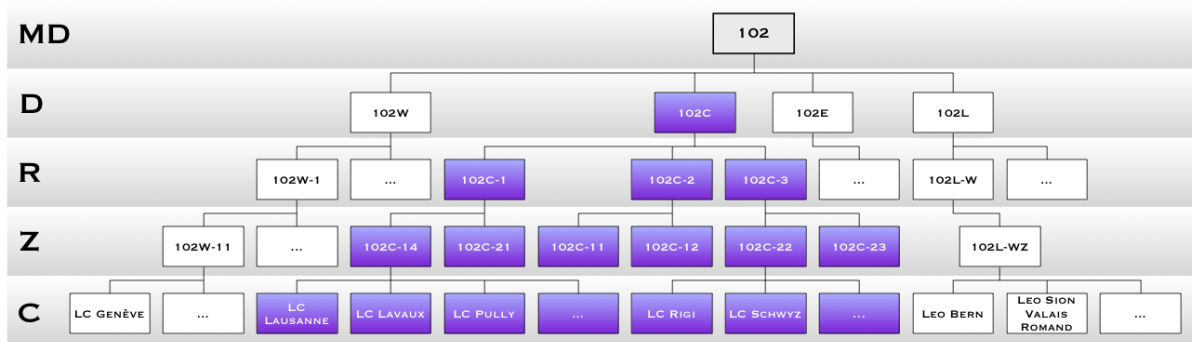 MD
102
D
102W
102C
102E
102L
R
102W-1
...
102C-1
102C-2
102C-3
...
102L-W
...
Z
102W-11
...
102C-14
102C-21
102C-11
102C-12
102C-22
102C-23
102L-WZ
C
LC Genève
...
LC
Lausanne
LC Lavaux
LC Pully
...
LC Rigi
LC Schwyz
...
Leo Bern
Leo Sion
Valais
Romand
...